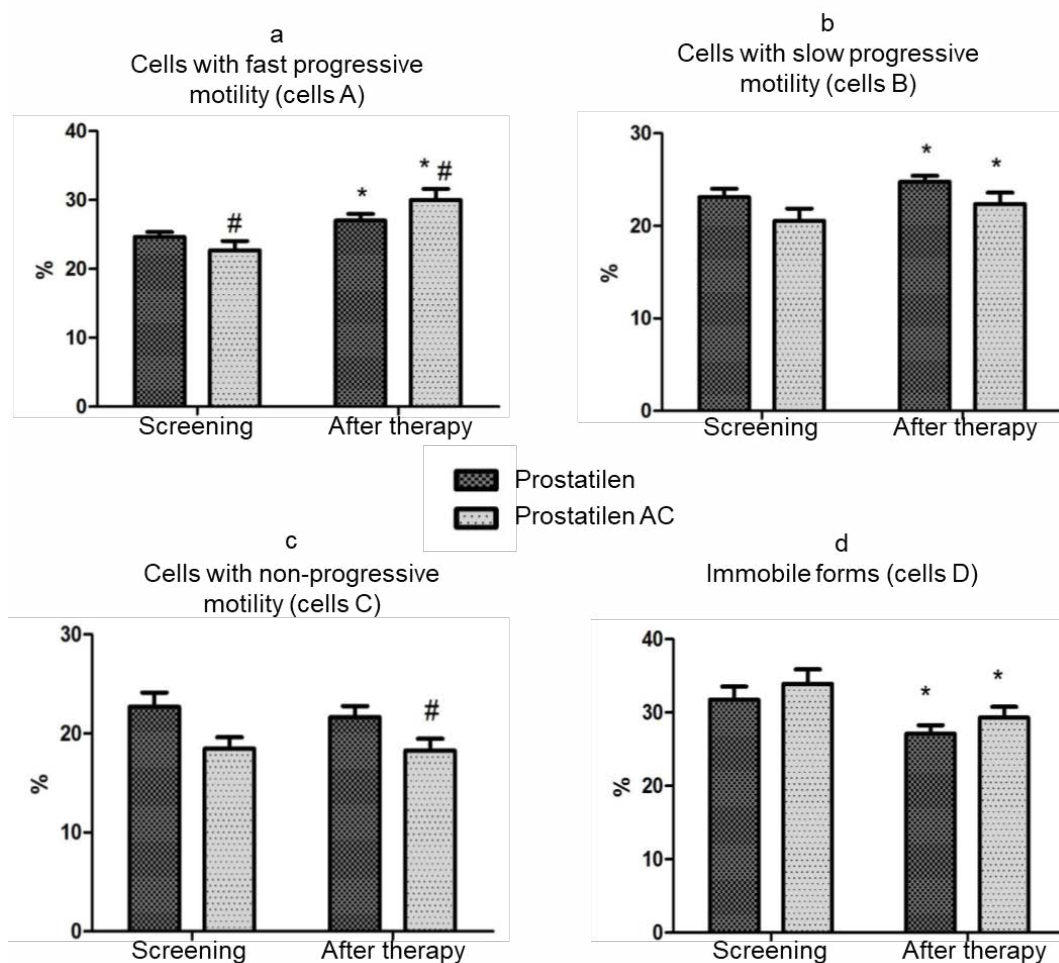 a
Cells with fast progressive
motility (cells A)
40
30
20
10
0
%
#
*
* #
Screening
After therapy
b
Cells with slow progressive
motility (cells B)
30
20
10
0
%
*
*
Screening
After therapy
Prostatilen
Prostatilen AC
c
Cells with non-progressive
motility (cells C)
30
20
10
0
%
#
Screening
After therapy
d
Immobile forms (cells D)
40
30
20
10
0
%
*
*
Screening
After therapy